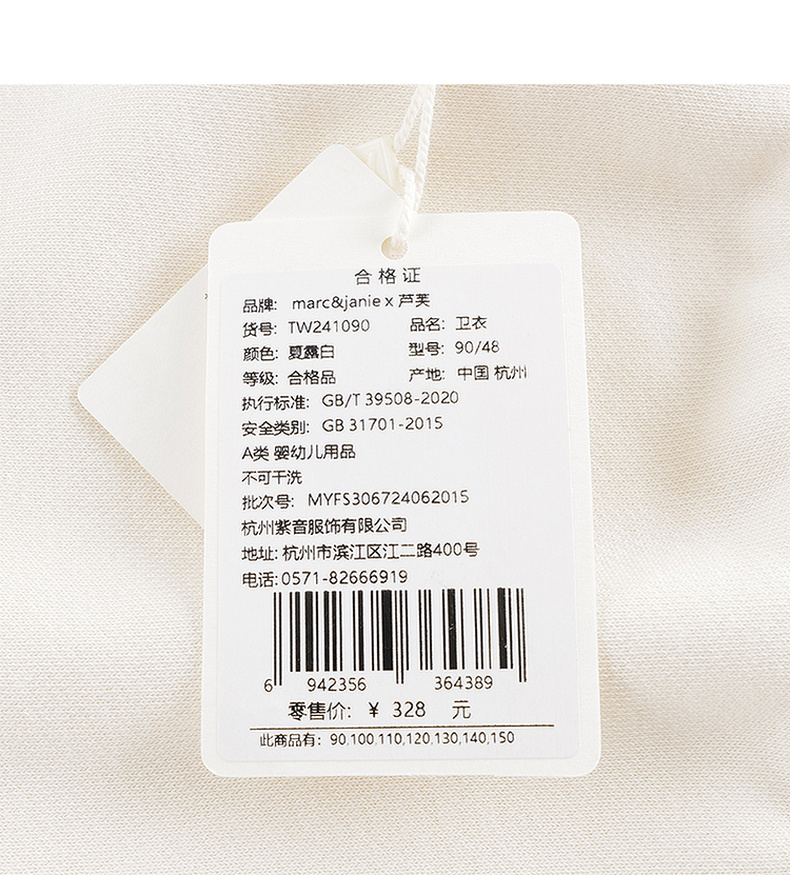 合格证
品牌: marc&janie x 芦芙
货号: TW241090 品名: 卫衣
颜色: 夏露白 型号: 90/48
等级: 合格品 产地: 中国 杭州
执行标准: GB/T 39508-2020
安全类别: GB 31701-2015
A类 婴幼儿用品
不可干洗
批次号: MYFS306724062015
杭州紫音服饰有限公司
地址: 杭州市滨江区江二路400号
电话: 0571-82666919
6 942356 364389
零售价: ¥ 328 元
此商品有: 90,100,110,120,130,140,150